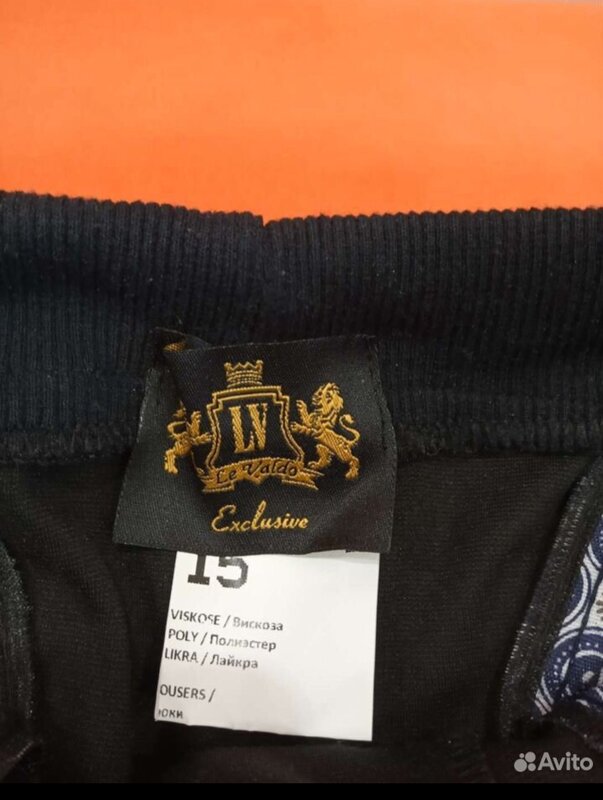 LV
Le Valdo
Exclusive
15
VISKOSE / Вискоза
POLY / Полиэстер
LIKRA / Лайкра
OUSERS /
юки
Avito